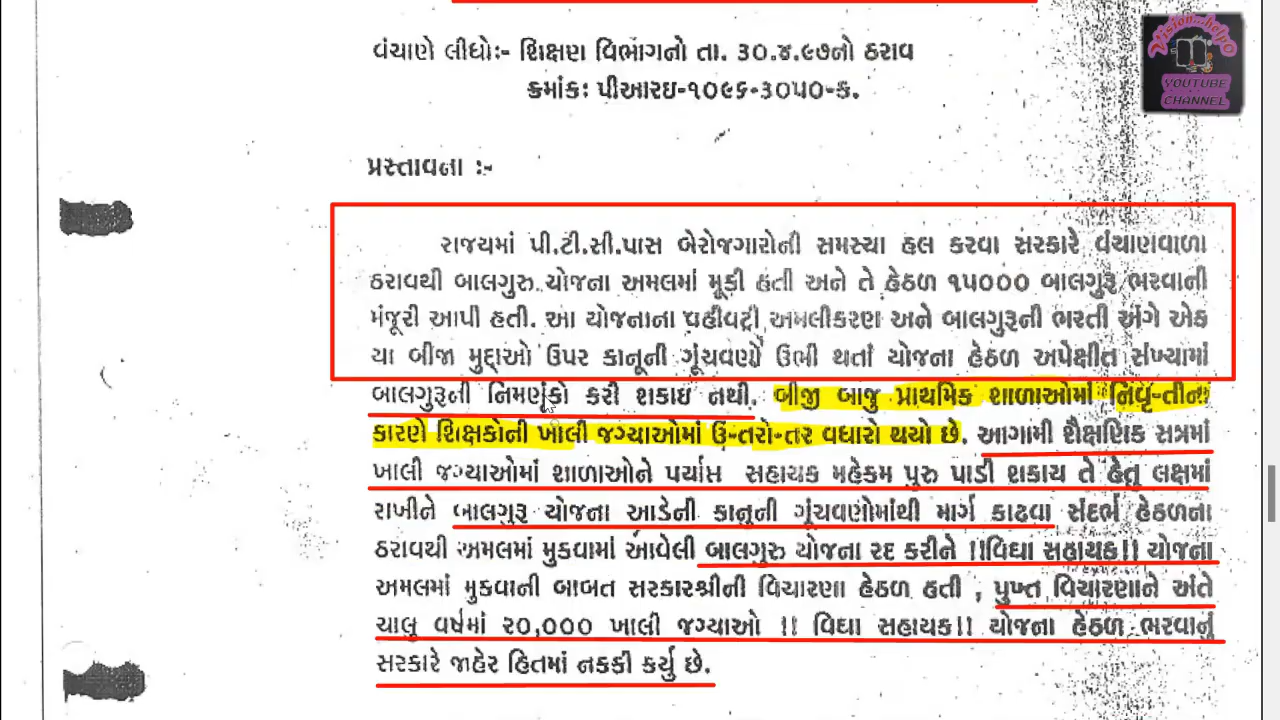 વંચાણે લીધોઃ- શિક્ષણ વિભાગનો તા. ૩૦.૪.૯૭નો ઠરાવ
ક્રમાંકઃ પીઆરઇ-૧૦૯૬-૩૦૫૦-ક.
પ્રસ્તાવના :-
રાજયમાં પી.ટી.સી.પાસ બેરોજગારોની સમસ્યા હલ કરવા સરકારે વંચાણવાળા
ઠરાવથી બાલગુરુ યોજના અમલમાં મૂકી હતી અને તે હેઠળ ૧૫૦૦૦ બાલગુરૂ ભરવાની
મંજૂરી આપી હતી. આ યોજનાના વહીવટી અમલીકરણ અને બાલગુરૂની ભરતી અંગે એક
યા બીજા મુદ્દાઓ ઉપર કાનૂની ગૂંચવણો ઉભી થતાં યોજના હેઠળ અપેક્ષીત સંખ્યામાં
બાલગુરૂની નિમણૂંકો કરી શકાઇ નથી. બીજી બાજુ પ્રાથમિક શાળાઓમાં નિવૃ-તીના
કારણે શિક્ષકોની ખાલી જગ્યાઓમાં ઉ-તરો-તર વધારો થયો છે. આગામી શૈક્ષણિક સત્રમાં
ખાલી જગ્યાઓમાં શાળાઓને પર્યાપ્ત સહાયક મહેકમ પુરુ પાડી શકાય તે હેતુ લક્ષમાં
રાખીને બાલગુરૂ યોજના આડેની કાનૂની ગૂંચવણોમાંથી માર્ગ કાઢવા સંદર્ભ હેઠળના
ઠરાવથી અમલમાં મુકવામાં આવેલી બાલગુરુ યોજના રદ કરીને !!વિઘા સહાયક!! યોજના
અમલમાં મુકવાની બાબત સરકારશ્રીની વિચારણા હેઠળ હતી , પુખ્ત વિચારણાને અંતે
ચાલુ વર્ષમાં ૨૦,૦૦૦ ખાલી જગ્યાઓ !! વિઘા સહાયક!! યોજના હેઠળ ભરવાનું
સરકારે જાહેર હિતમાં નકકી કર્યુ છે.
Vision...helpO
YOUTUBE
CHANNEL